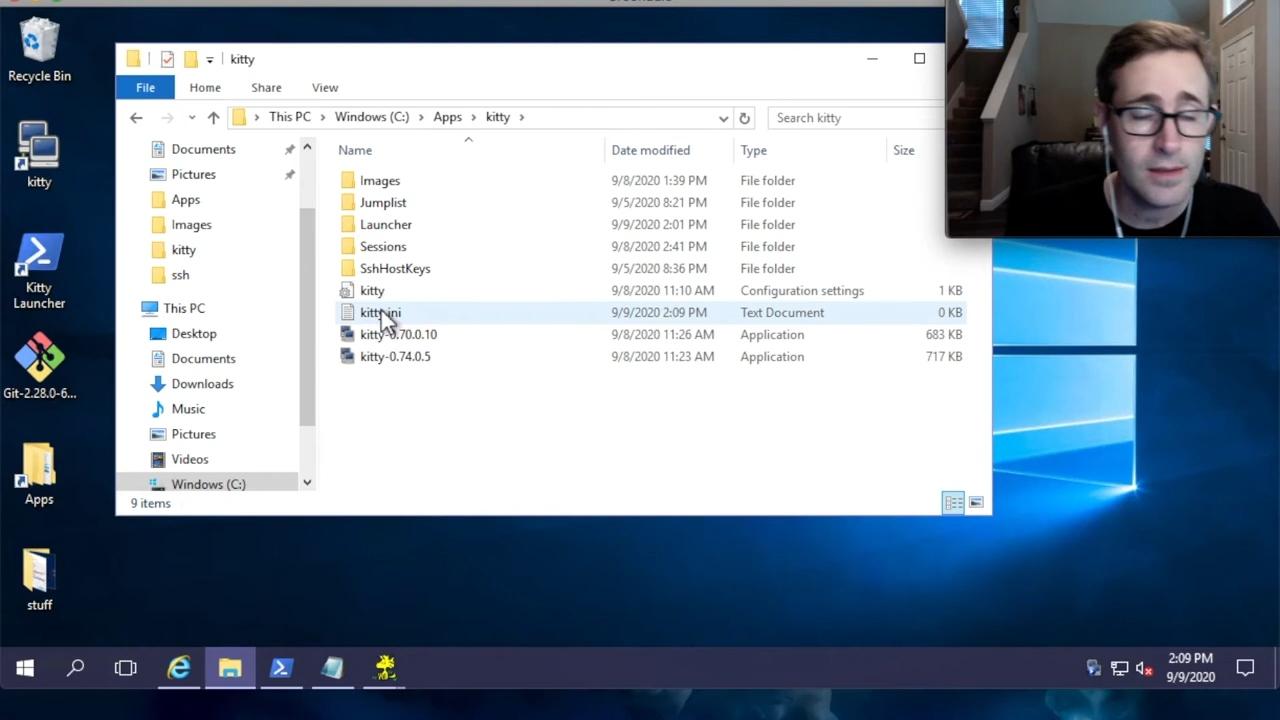 Recycle Bin
kitty
Kitty
Launcher
Git-2.28.0-6...
Apps
stuff
kitty
File
Home
Share
View
This PC
Windows (C:)
Apps
kitty
Search kitty
Documents
Pictures
Apps
Images
kitty
ssh
This PC
Desktop
Documents
Downloads
Music
Pictures
Videos
Windows (C:)
Name Date modified Type Size
Images 9/8/2020 1:39 PM File folder
Jumplist 9/5/2020 8:21 PM File folder
Launcher 9/9/2020 2:01 PM File folder
Sessions 9/8/2020 2:41 PM File folder
SshHostKeys 9/5/2020 8:36 PM File folder
kitty 9/8/2020 11:10 AM Configuration settings 1 KB
kitty.ini 9/9/2020 2:09 PM Text Document 0 KB
kitty-0.70.0.10 9/8/2020 11:26 AM Application 683 KB
kitty-0.74.0.5 9/8/2020 11:23 AM Application 717 KB
9 items
2:09 PM
9/9/2020